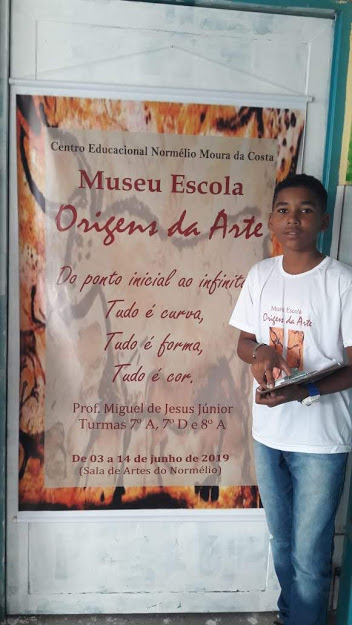 Centro Educacional Normélio Moura da Costa
Museu Escola
Origens da Arte
Do ponto inicial ao infinito
Tudo é curva,
Tudo é forma,
Tudo é cor.
Prof. Miguel de Jesus Júnior
Turmas 7º A, 7º D e 8º A
De 03 a 14 de junho de 2019
(Sala de Artes do Normélio)
Museu Escola
Origens da Arte